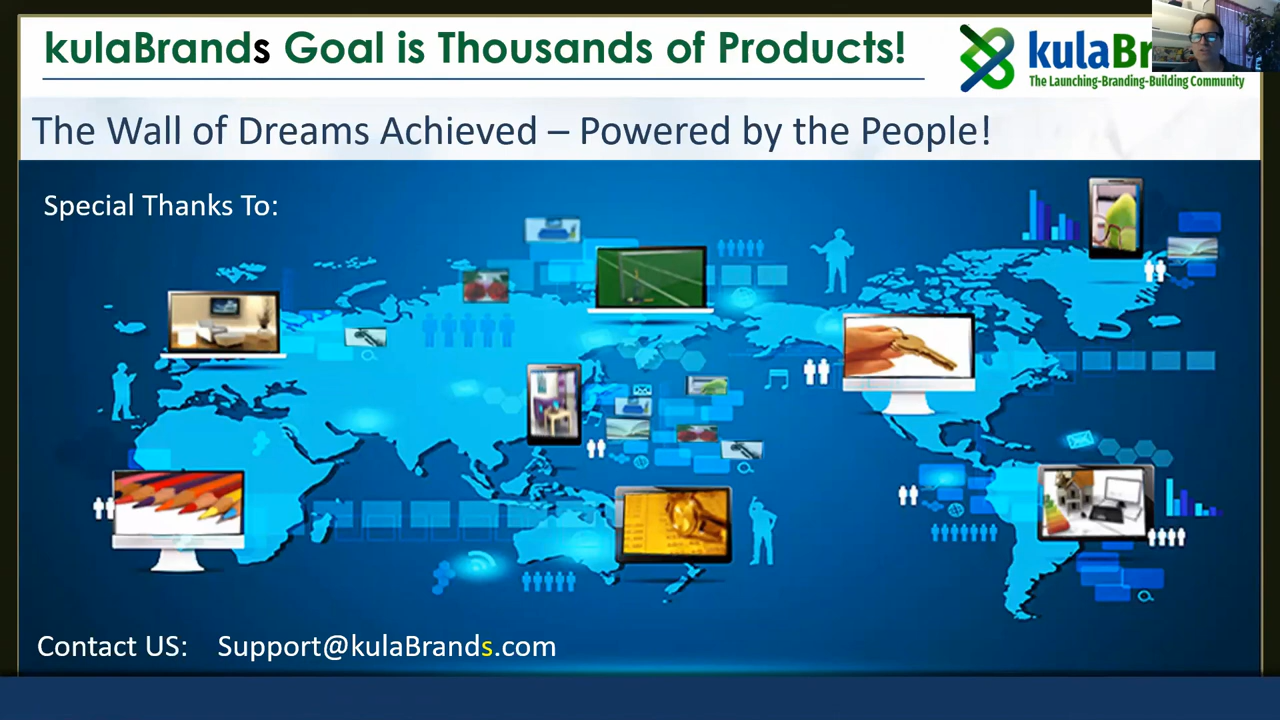 kulaBrands Goal is Thousands of Products!
kulaBr
The Launching-Branding-Building Community
The Wall of Dreams Achieved – Powered by the People!
Special Thanks To:
Contact US: Support@kulaBrands.com